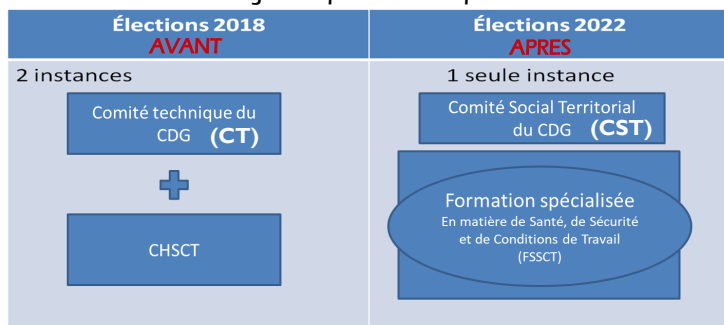 Élections 2018
AVANT
Élections 2022
APRES
2 instances
Comité technique du
CDG (CT)
CHSCT
1 seule instance
Comité Social Territorial
du CDG (CST)
Formation spécialisée
En matière de Santé, de Sécurité
et de Conditions de Travail
(FSSCT)